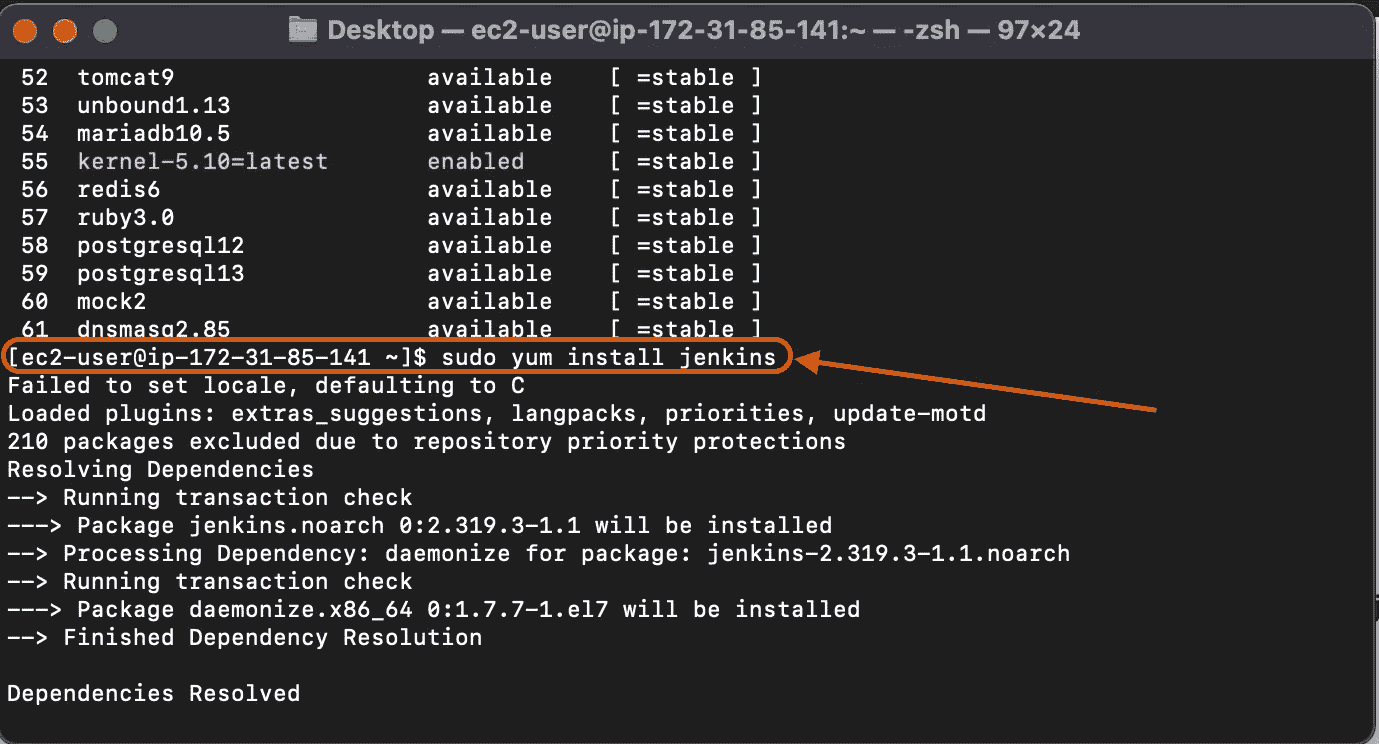 Desktop — ec2-user@ip-172-31-85-141:~ — -zsh — 97×24
52 tomcat9 available [ =stable ]
53 unbound1.13 available [ =stable ]
54 mariadb10.5 available [ =stable ]
55 kernel-5.10=latest enabled [ =stable ]
56 redis6 available [ =stable ]
57 ruby3.0 available [ =stable ]
58 postgresql12 available [ =stable ]
59 postgresql13 available [ =stable ]
60 mock2 available [ =stable ]
61 dnsmasq2.85 available [ =stable ]
[ec2-user@ip-172-31-85-141 ~]$ sudo yum install jenkins
Failed to set locale, defaulting to C
Loaded plugins: extras_suggestions, langpacks, priorities, update-motd
210 packages excluded due to repository priority protections
Resolving Dependencies
--> Running transaction check
---> Package jenkins.noarch 0:2.319.3-1.1 will be installed
--> Processing Dependency: daemonize for package: jenkins-2.319.3-1.1.noarch
--> Running transaction check
---> Package daemonize.x86_64 0:1.7.7-1.el7 will be installed
--> Finished Dependency Resolution
Dependencies Resolved